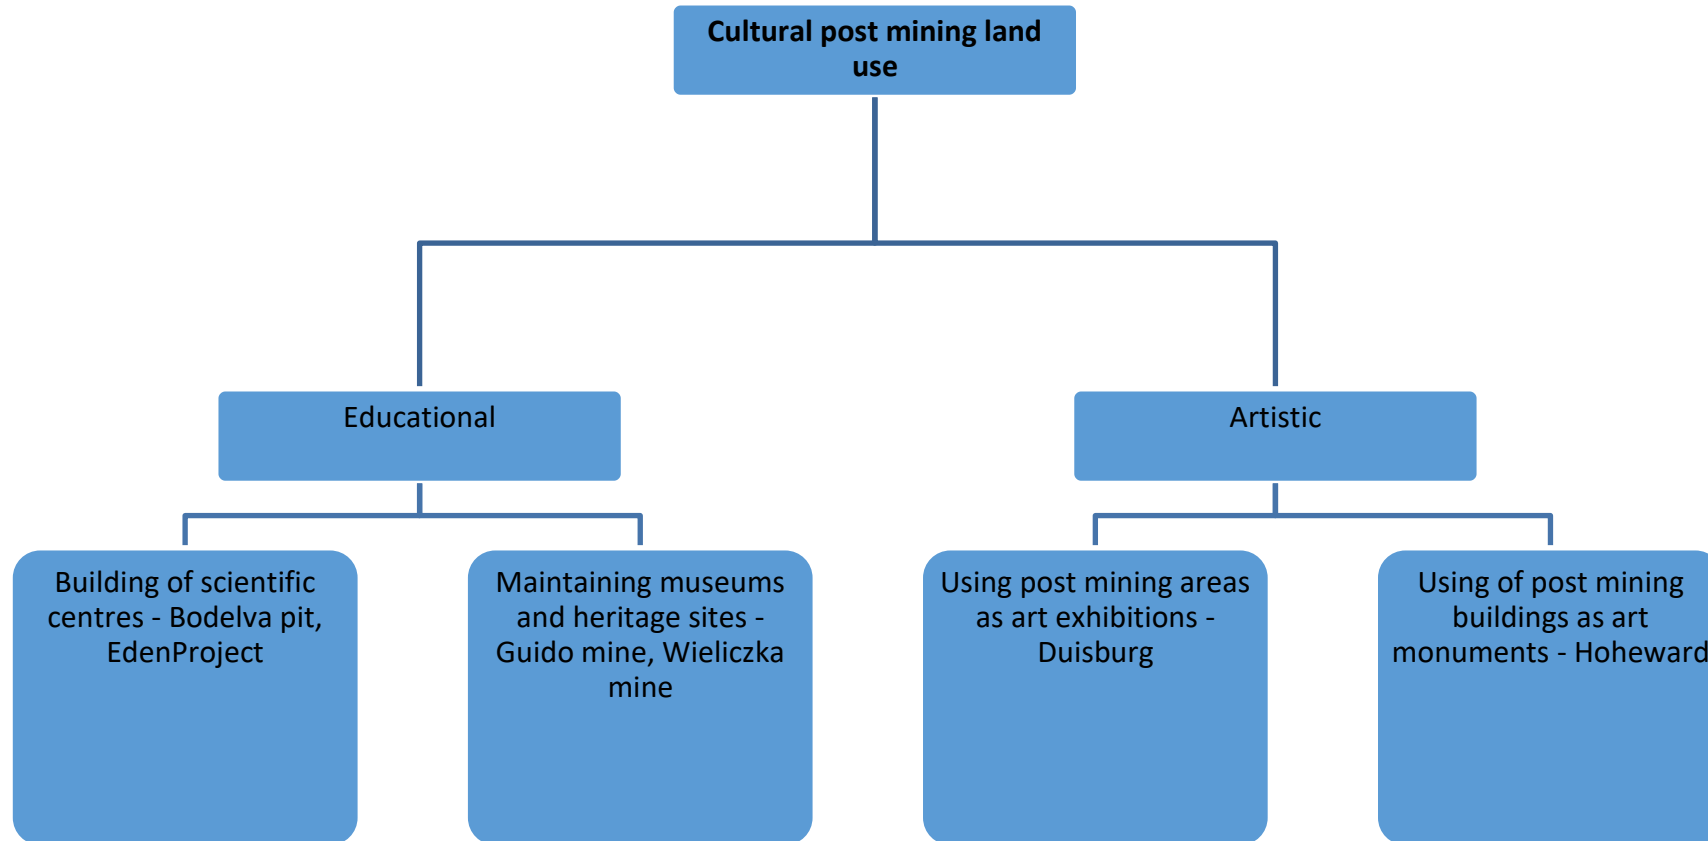 Cultural post mining land
use
Educational
Artistic
Building of scientific
centres - Bodelva pit,
EdenProject
Maintaining museums
and heritage sites -
Guido mine, Wieliczka
mine
Using post mining areas
as art exhibitions -
Duisburg
Using of post mining
buildings as art
monuments - Hoheward